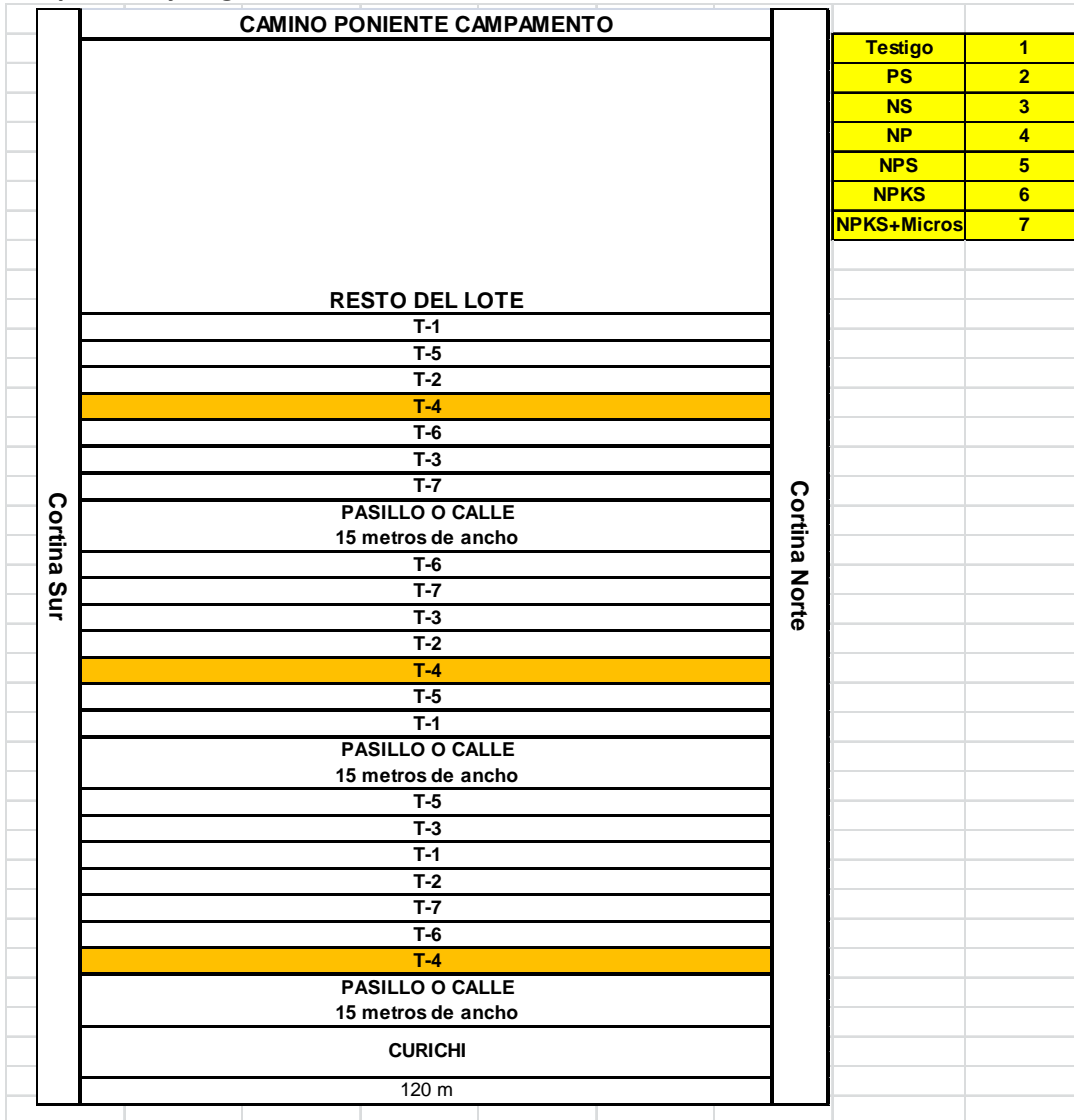 CAMINO PONIENTE CAMPAMENTO
RESTO DEL LOTE
T-1
T-5
T-2
T-4
T-6
T-3
T-7
PASILLO O CALLE
15 metros de ancho
T-6
T-7
T-3
T-2
T-4
T-5
T-1
PASILLO O CALLE
15 metros de ancho
T-5
T-3
T-1
T-2
T-7
T-6
T-4
PASILLO O CALLE
15 metros de ancho
CURICHI
120 m
Cortina Sur
Cortina Norte
Testigo 1
PS 2
NS 3
NP 4
NPS 5
NPKS 6
NPKS+Micros 7